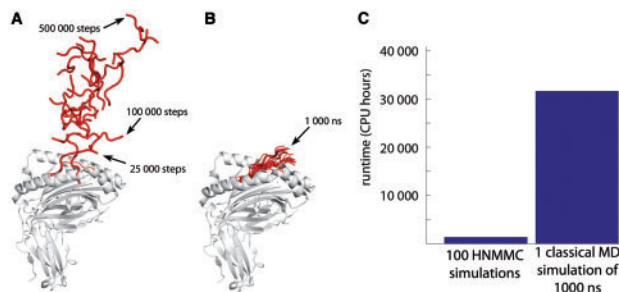 A
500 000 steps
100 000 steps
25 000 steps
B
1 000 ns
C
runtime (CPU hours)
40 000
30 000
20 000
10 000
100 HNMMC
simulations
1 classical MD
simulation of
1000 ns